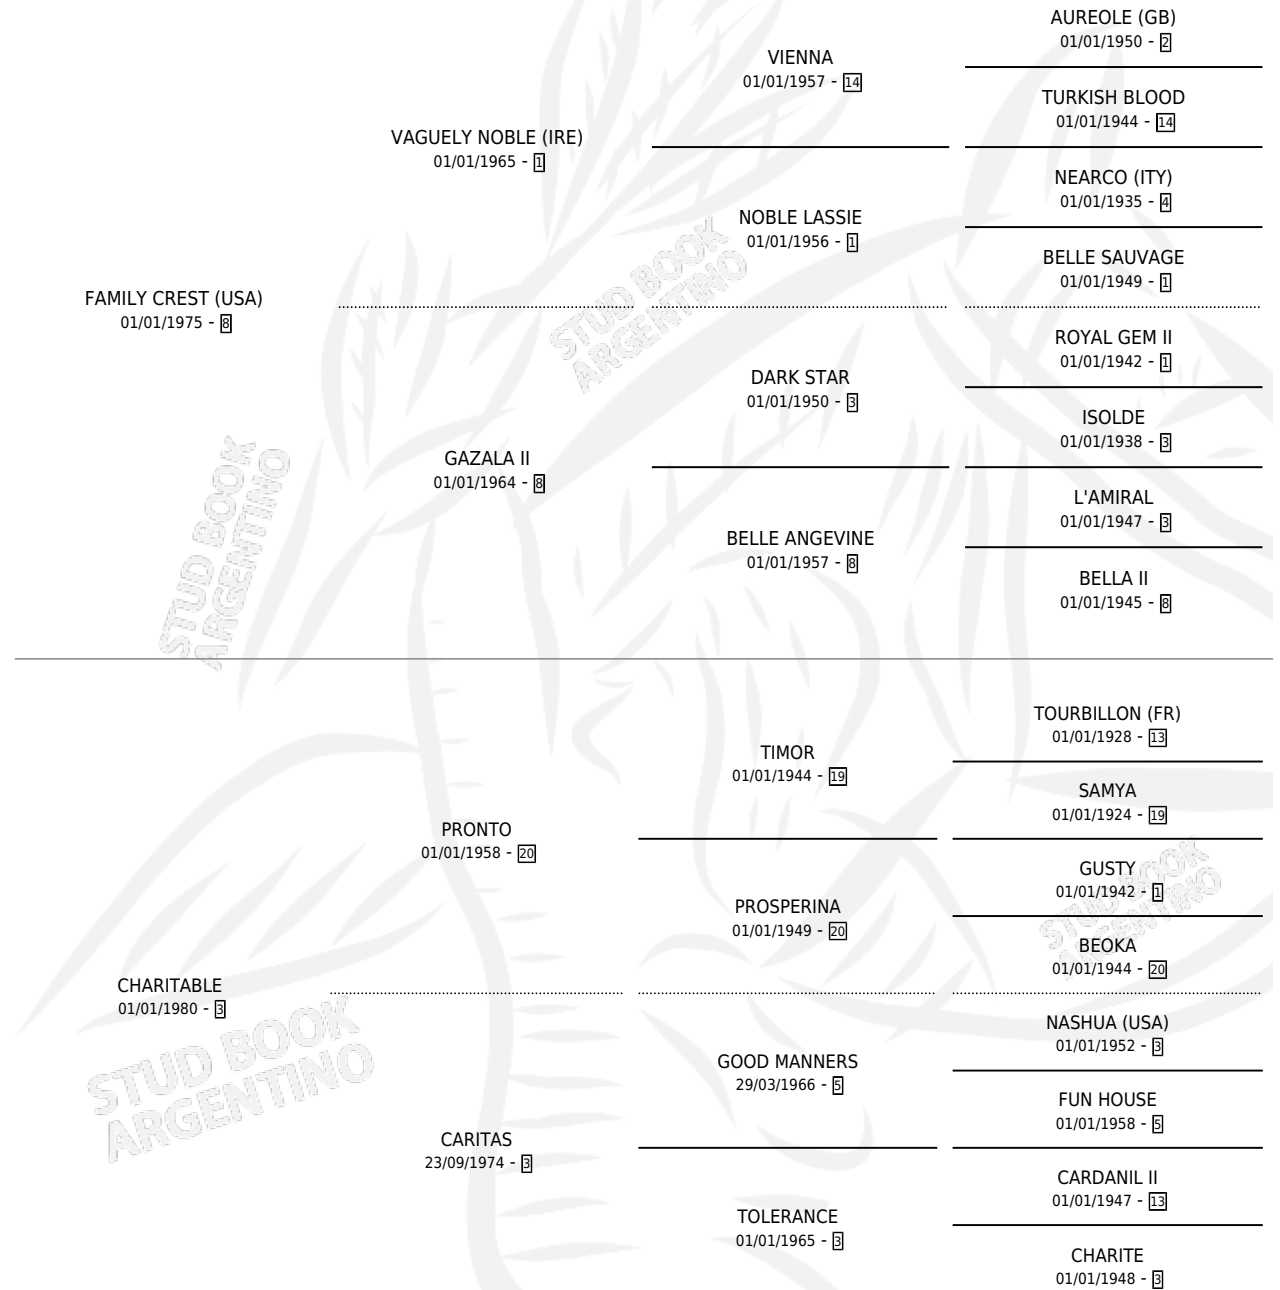 AUREOLE (GB)
01/01/1950 - 2
VIENNA
01/01/1957 - 14
TURKISH BLOOD
01/01/1944 - 14
VAGUELY NOBLE (IRE)
01/01/1965 - 1
NEARCO (ITY)
01/01/1935 - 4
NOBLE LASSIE
01/01/1956 - 1
BELLE SAUVAGE
01/01/1949 - 1
FAMILY CREST (USA)
01/01/1975 - 8
STUD BOOK
ARGENTINO
ROYAL GEM II
01/01/1942 - 1
DARK STAR
01/01/1950 - 3
ISOLDE
01/01/1938 - 3
GAZALA II
01/01/1964 - 8
L'AMIRAL
01/01/1947 - 3
BELLE ANGEVINE
01/01/1957 - 8
BELLA II
01/01/1945 - 8
STUD BOOK
ARGENTINO
TOURBILLON (FR)
01/01/1928 - 13
TIMOR
01/01/1944 - 19
SAMYA
01/01/1924 - 19
PRONTO
01/01/1958 - 20
GUSTY
01/01/1942 - 1
PROSPERINA
01/01/1949 - 20
STUD BOOK
ARGENTINO
BEOKA
01/01/1944 - 20
CHARITABLE
01/01/1980 - 3
STUD BOOK
ARGENTINO
NASHUA (USA)
01/01/1952 - 3
GOOD MANNERS
29/03/1966 - 5
FUN HOUSE
01/01/1958 - 5
CARITAS
23/09/1974 - 3
CARDANIL II
01/01/1947 - 13
TOLERANCE
01/01/1965 - 3
CHARITE
01/01/1948 - 3